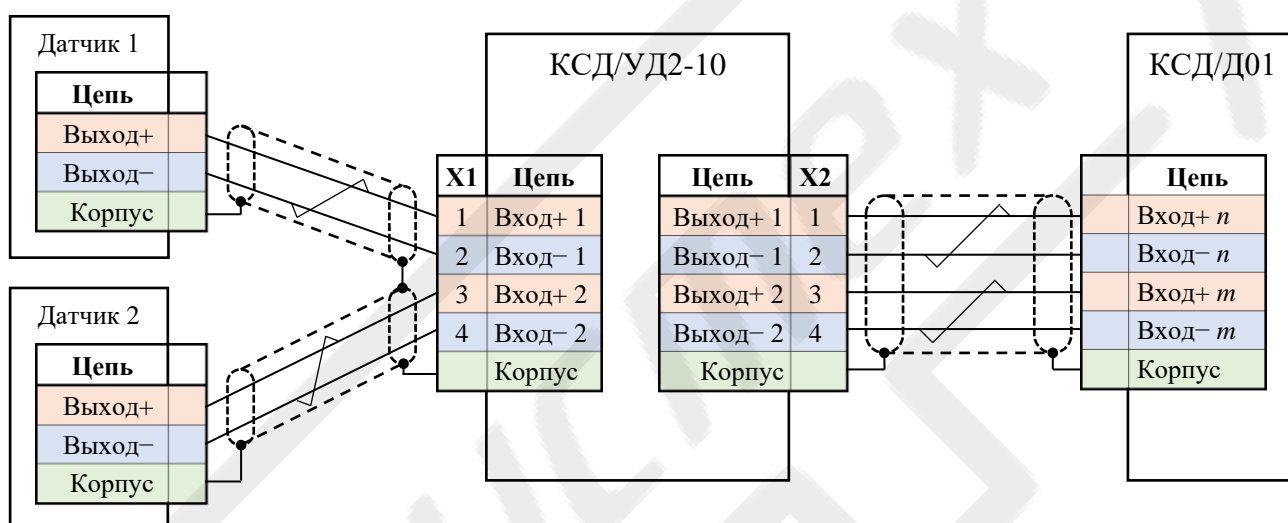 Датчик 1
Цепь
Выход+
Выход−
Корпус
Датчик 2
Цепь
Выход+
Выход−
Корпус
КСД/УД2-10
X1 Цепь
1 Вход+ 1
2 Вход− 1
3 Вход+ 2
4 Вход− 2
Корпус
Цепь X2
Выход+ 1 1
Выход− 1 2
Выход+ 2 3
Выход− 2 4
Корпус
КСД/Д01
Цепь
Вход+ n
Вход− n
Вход+ m
Вход− m
Корпус